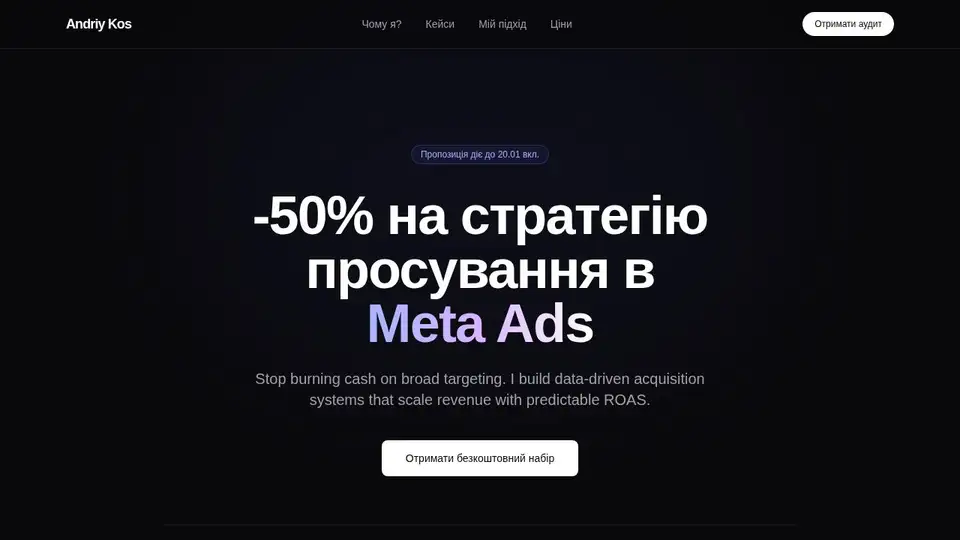 Andriy Kos
Чому я?
Кейси
Мій підхід
Ціни
Отримати аудит
Пропозиція діє до 20.01 вкл.
-50% на стратегію
просування в
Meta Ads
Stop burning cash on broad targeting. I build data-driven acquisition
systems that scale revenue with predictable ROAS.
Отримати безкоштовний набір